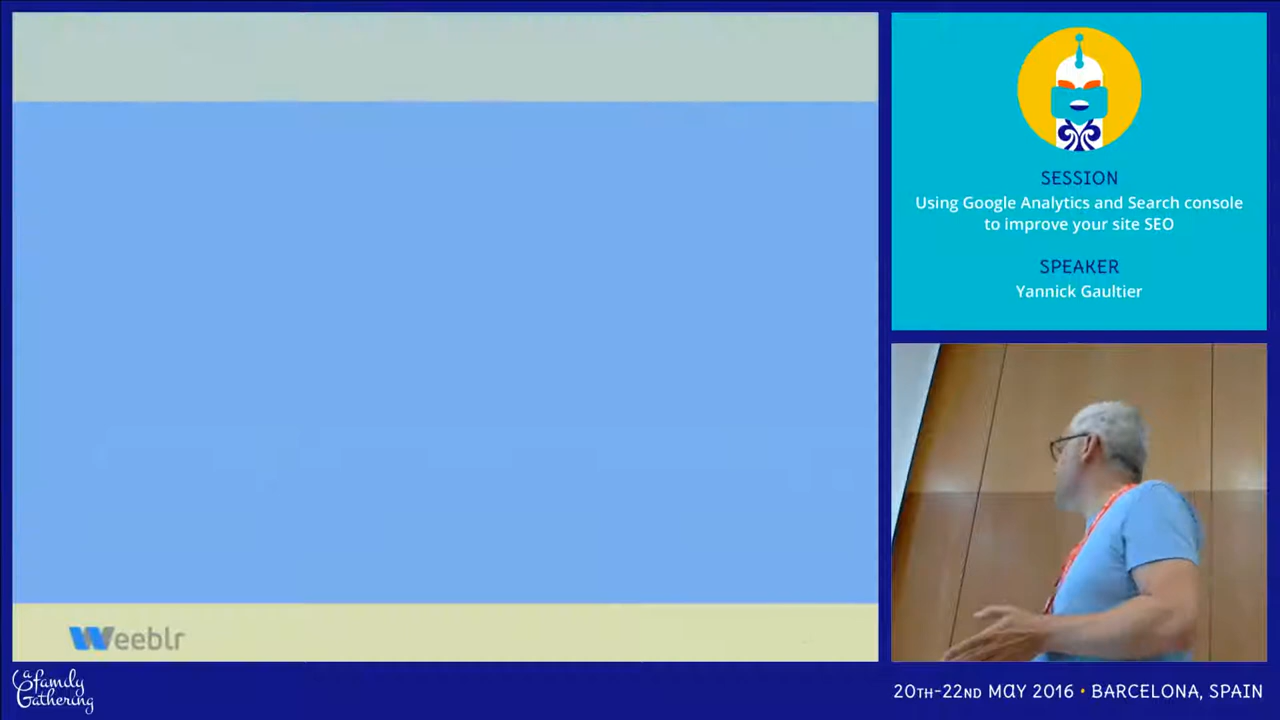 SESSION
Using Google Analytics and Search console
to improve your site SEO
SPEAKER
Yannick Gaultier
Weeblr
a family
Gathering
20TH-22ND MAY 2016 • BARCELONA, SPAIN